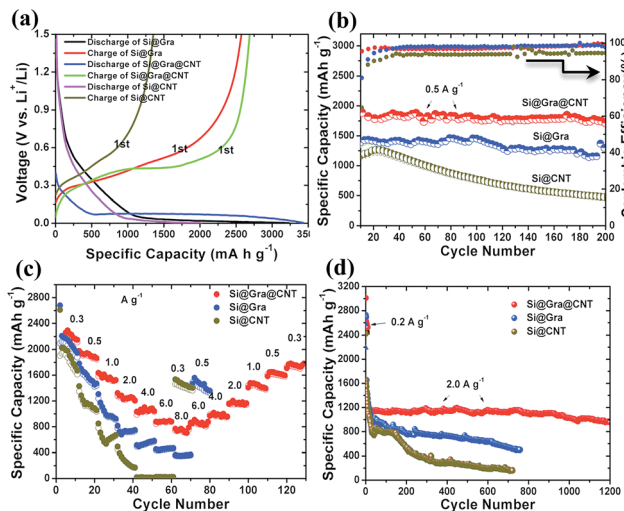 (a)
Voltage (V vs. Li⁺/Li)
1.5
1.2
0.9
0.6
0.3
0.0
Discharge of Si@Gra
Charge of Si@Gra
Discharge of Si@Gra@CNT
Charge of Si@Gra@CNT
Discharge of Si@CNT
Charge of Si@CNT
1st
1st
1st
0 500 1000 1500 2000 2500 3000 350
Specific Capacity (mA h g⁻¹)
(b)
Specific Capacity (mAh g⁻¹)
3000
2500
2000
1500
1000
500
0
0.5 A g⁻¹
Si@Gra@CNT
Si@Gra
Si@CNT
100
80
60
40
20
0
20 40 60 80 100 120 140 160 180 200
Cycle Number
(c)
Specific Capacity (mAh g⁻¹)
2800
2400
2000
1600
1200
800
400
0
A g⁻¹
Si@Gra@CNT
Si@Gra
Si@CNT
0.3
0.5
1.0
2.0
4.0
6.0
8.0
6.0
4.0
2.0
1.0
0.5
0.3
0.3
0.5
0 20 40 60 80 100 120
Cycle Number
(d)
Specific Capacity (mAh g⁻¹)
3200
2800
2400
2000
1600
1200
800
400
0
Si@Gra@CNT
Si@Gra
Si@CNT
0.2 A g⁻¹
2.0 A g⁻¹
0 200 400 600 800 1000 1200
Cycle Number